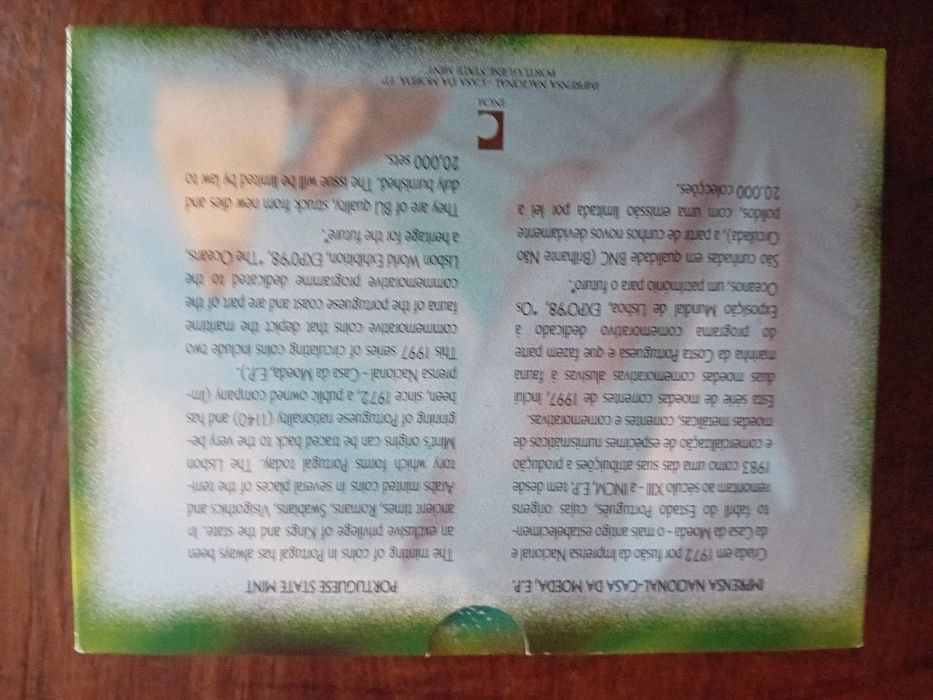 IMPRENSA NACIONAL-CASA DA MOEDA, E.P.
Criada em 1972 por fusão da Imprensa Nacional e
da Casa da Moeda - o mais antigo estabelecimen-
to fabril do Estado Português, cujas origens
remontam ao século XIII - a INCM, E.P. tem desde
1983 como uma das suas atribuições a produção
e comercialização de espécimes numismáticos de
moedas metálicas, correntes e comemorativas.
Esta série de moedas correntes de 1997, inclui
duas moedas comemorativas alusivas à fauna
marinha da Costa Portuguesa e que fazem parte
do programa comemorativo dedicado à
Exposição Mundial de Lisboa, EXPO'98, "Os
Oceanos, um património para o futuro".
São cunhadas em qualidade BNC (Brilhante Não
Circulada), a partir de cunhos novos devidamente
polidos, com uma emissão limitada por lei a
20.000 colecções.
PORTUGUESE STATE MINT
The minting of coins in Portugal has always been
an exclusive privilege of Kings and the state. In
ancient times, Romans, Swabians, Visigothics and
Arabs minted coins in several places of the terri-
tory which forms Portugal today. The Lisbon
Mint's origins can be traced back to the very be-
ginning of Portuguese nationality (1140) and has
been, since 1972, a public owned company (Im-
prensa Nacional - Casa da Moeda, E.P.).
This 1997 series of circulating coins include two
commemorative coins that depict the maritime
fauna of the portuguese coast and are part of the
commemorative programme dedicated to the
Lisbon World Exhibition, EXPO'98, "The Oceans,
a heritage for the future".
They are of BU quality, struck from new dies and
duly burnished. The issue will be limited by law to
20,000 sets.
INCM
IMPRENSA NACIONAL - CASA DA MOEDA, E.P.
PORTUGUESE STATE MINT